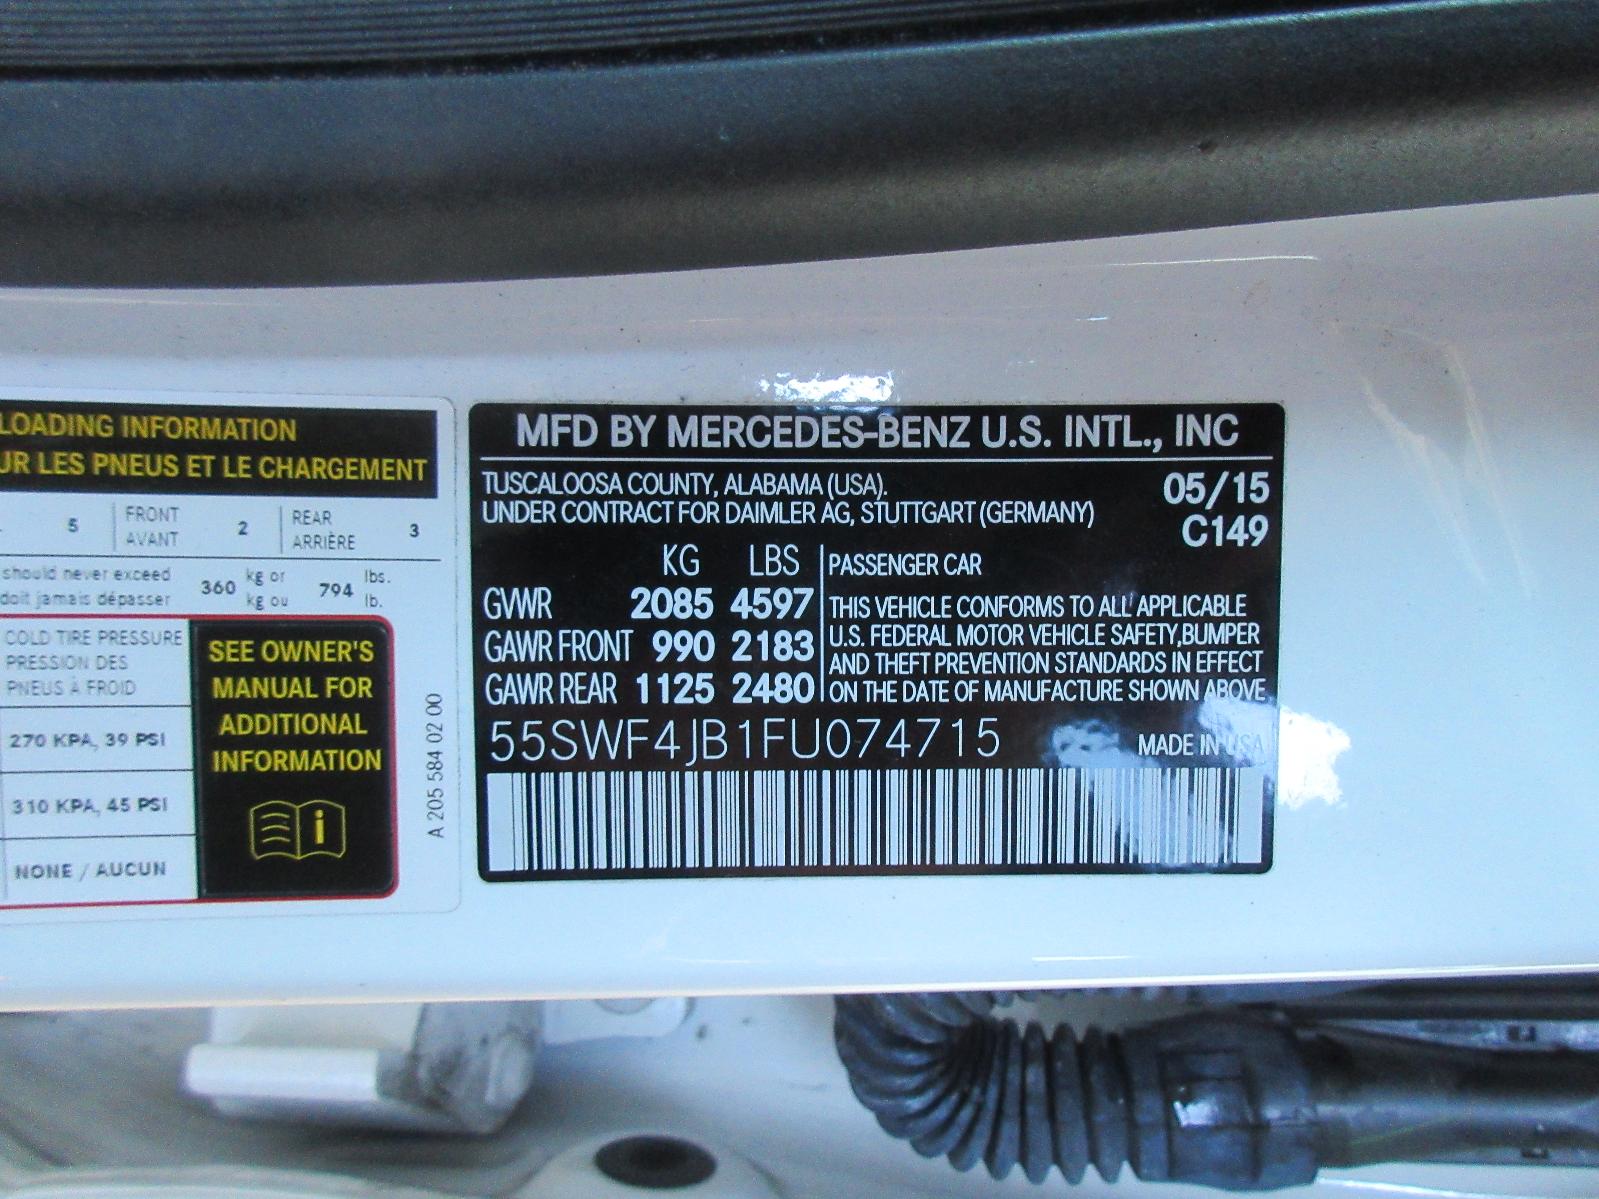 LOADING INFORMATION
UR LES PNEUS ET LE CHARGEMENT
5 FRONT AVANT 2 REAR ARRIÈRE 3
should never exceed
doit jamais dépasser
360 kg or kg ou 794 lbs. lb.
COLD TIRE PRESSURE
PRESSION DES
PNEUS À FROID
270 KPA, 39 PSI
310 KPA, 45 PSI
NONE / AUCUN
SEE OWNER'S
MANUAL FOR
ADDITIONAL
INFORMATION
i
A 205 584 02 00
MFD BY MERCEDES-BENZ U.S. INTL., INC
TUSCALOOSA COUNTY, ALABAMA (USA). 05/15
UNDER CONTRACT FOR DAIMLER AG, STUTTGART (GERMANY) C149
KG LBS
GVWR 2085 4597
GAWR FRONT 990 2183
GAWR REAR 1125 2480
PASSENGER CAR
THIS VEHICLE CONFORMS TO ALL APPLICABLE
U.S. FEDERAL MOTOR VEHICLE SAFETY,BUMPER
AND THEFT PREVENTION STANDARDS IN EFFECT
ON THE DATE OF MANUFACTURE SHOWN ABOVE
55SWF4JB1FU074715
MADE IN USA